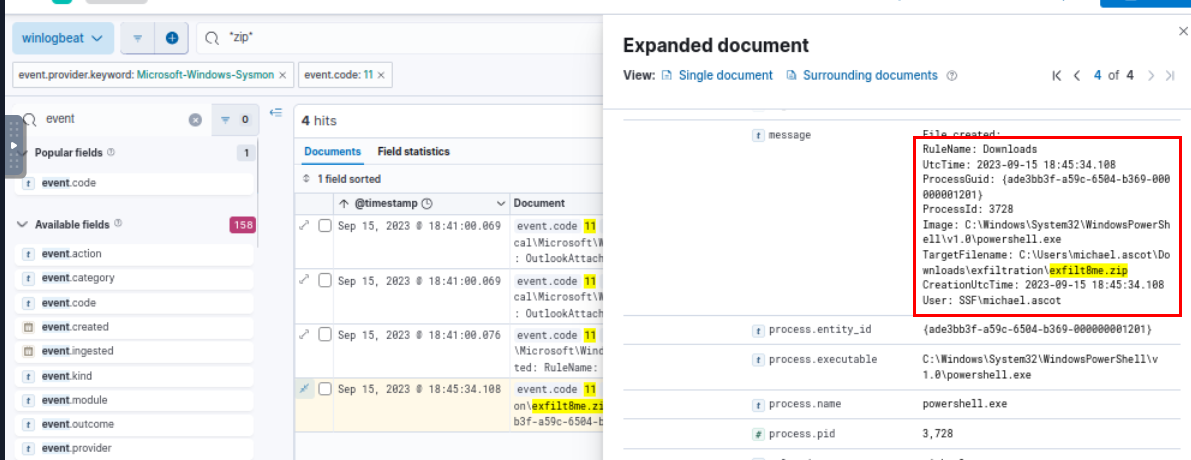 winlogbeat
*zip*
event.provider.keyword: Microsoft-Windows-Sysmon ×
event.code: 11 ×
event
0
Popular fields
1
t event.code
Available fields
158
t event.action
t event.category
t event.code
event.created
event.ingested
t event.kind
t event.module
t event.outcome
t event.provider
4 hits
Documents Field statistics
1 field sorted
@timestamp Document
Sep 15, 2023 @ 18:41:00.069 event.code 11
cal\Microsoft\W
: OutlookAttach
Sep 15, 2023 @ 18:41:00.069 event.code 11
cal\Microsoft\W
: OutlookAttach
Sep 15, 2023 @ 18:41:00.076 event.code 11
\Microsoft\Wind
ted: RuleName:
Sep 15, 2023 @ 18:45:34.108 event.code 11
on\exfilt8me.zi
b3f-a59c-6504-b
Expanded document
View: Single document Surrounding documents
4 of 4
t message
File created:
RuleName: Downloads
UtcTime: 2023-09-15 18:45:34.108
ProcessGuid: {ade3bb3f-a59c-6504-b369-000
000001201}
ProcessId: 3728
Image: C:\Windows\System32\WindowsPowerSh
ell\v1.0\powershell.exe
TargetFilename: C:\Users\michael.ascot\Do
wnloads\exfiltration\exfilt8me.zip
CreationUtcTime: 2023-09-15 18:45:34.108
User: SSF\michael.ascot
t process.entity_id {ade3bb3f-a59c-6504-b369-000000001201}
t process.executable C:\Windows\System32\WindowsPowerShell\v
1.0\powershell.exe
t process.name powershell.exe
# process.pid 3,728